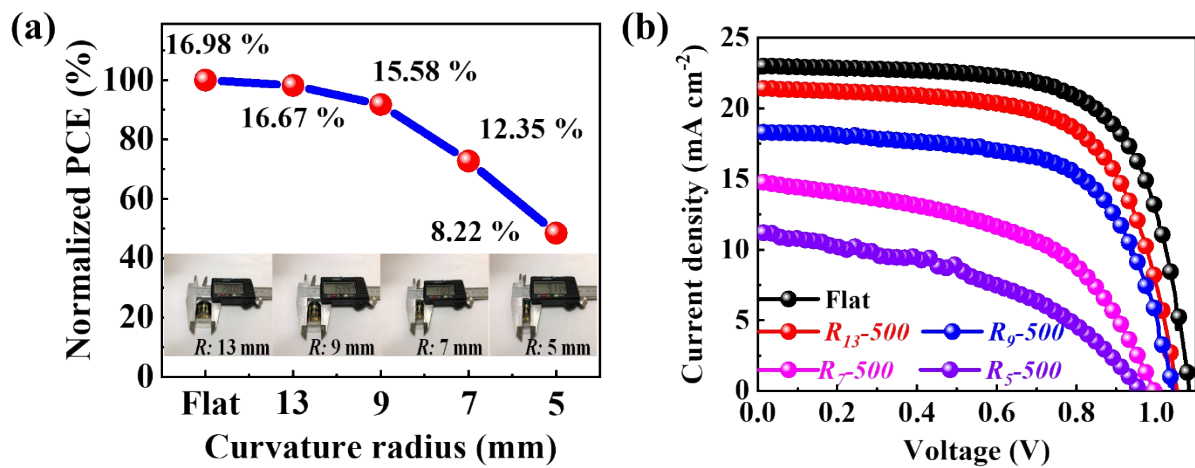 (a)
Normalized PCE (%)
100
80
60
40
20
0
16.98 %
16.67 %
15.58 %
12.35 %
8.22 %
R: 13 mm
R: 9 mm
R: 7 mm
R: 5 mm
Flat
13
9
7
5
Curvature radius (mm)
(b)
Current density (mA cm⁻²)
25
20
15
10
5
0
Flat
R₁₃-500
R₉-500
R₇-500
R₅-500
0.0
0.2
0.4
0.6
0.8
1.0
Voltage (V)